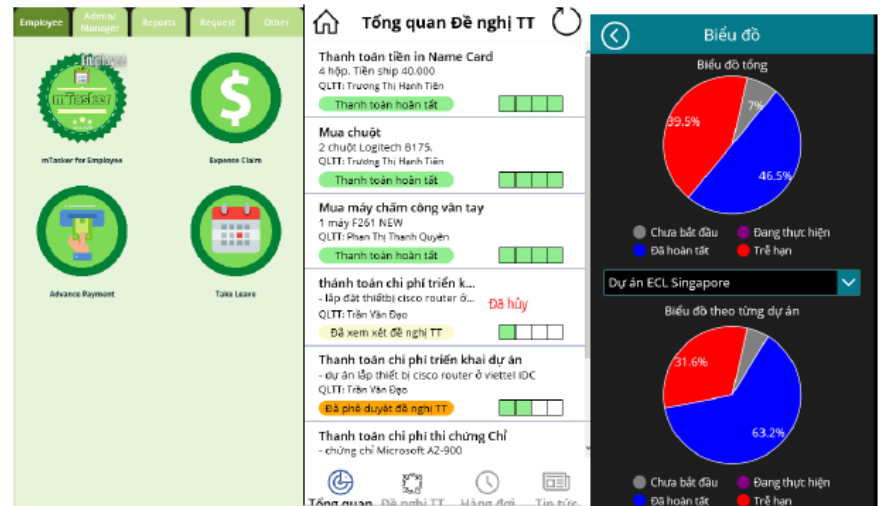 Employee
Admin/
Manager
Reports
Request
Other
Employee
mTasker
mTasker for Employee
Expense Claim
Advance Payment
Take Leave
Tổng quan Đề nghị TT
Thanh toán tiền in Name Card
4 hộp. Tiền ship 40.000
QLTT: Trương Thị Hạnh Tiên
Thanh toán hoàn tất
Mua chuột
2 chuột Logitech B175.
QLTT: Trương Thị Hạnh Tiên
Thanh toán hoàn tất
Mua máy chấm công vân tay
1 máy F261 NEW
QLTT: Phan Thị Thanh Quyên
Thanh toán hoàn tất
thánh toán chi phí triển k...
- lắp đặt thiêtbị cisco router ở...
Đã hủy
QLTT: Trần Văn Đạo
Đã xem xét đề nghị TT
Thanh toán chi phí triển khai dự án
- dự án lắp thiết bị cisco router ở viettel IDC
QLTT: Trần Văn Đạo
Đã phê duyệt đề nghị TT
Thanh toán chi phí thi chứng Chỉ
- chứng chỉ Microsoft AZ-900
Tổng quan
Đề nghị TT
Hàng đợi
Tin tức
Biểu đồ
Biểu đồ tổng
7%
39.5%
46.5%
Chưa bắt đầu
Đang thực hiện
Đã hoàn tất
Trễ hạn
Dự án ECL Singapore
Biểu đồ theo từng dự án
31.6%
63.2%
Chưa bắt đầu
Đang thực hiện
Đã hoàn tất
Trễ hạn